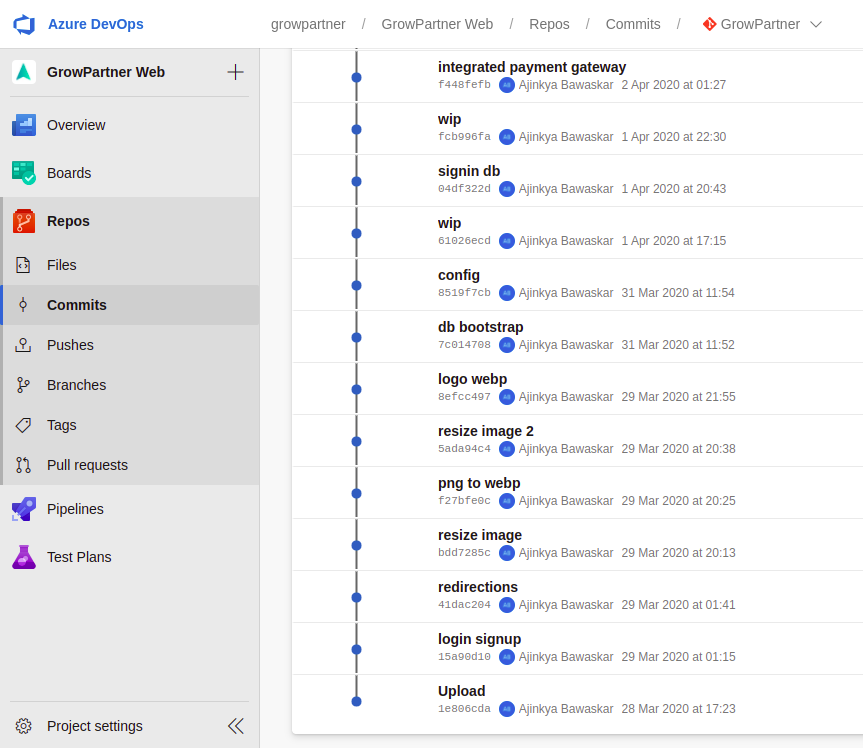 Azure DevOps growpartner / GrowPartner Web / Repos / Commits / GrowPartner
GrowPartner Web
Overview
Boards
Repos
Files
Commits
Pushes
Branches
Tags
Pull requests
Pipelines
Test Plans
Project settings
integrated payment gateway
f448fefb AB Ajinkya Bawaskar 2 Apr 2020 at 01:27
wip
fcb996fa AB Ajinkya Bawaskar 1 Apr 2020 at 22:30
signin db
04df322d AB Ajinkya Bawaskar 1 Apr 2020 at 20:43
wip
61026ecd AB Ajinkya Bawaskar 1 Apr 2020 at 17:15
config
8519f7cb AB Ajinkya Bawaskar 31 Mar 2020 at 11:54
db bootstrap
7c014708 AB Ajinkya Bawaskar 31 Mar 2020 at 11:52
logo webp
8efcc497 AB Ajinkya Bawaskar 29 Mar 2020 at 21:55
resize image 2
5ada94c4 AB Ajinkya Bawaskar 29 Mar 2020 at 20:38
png to webp
f27bfe0c AB Ajinkya Bawaskar 29 Mar 2020 at 20:25
resize image
bdd7285c AB Ajinkya Bawaskar 29 Mar 2020 at 20:13
redirections
41dac204 AB Ajinkya Bawaskar 29 Mar 2020 at 01:41
login signup
15a90d10 AB Ajinkya Bawaskar 29 Mar 2020 at 01:15
Upload
1e806cda AB Ajinkya Bawaskar 28 Mar 2020 at 17:23